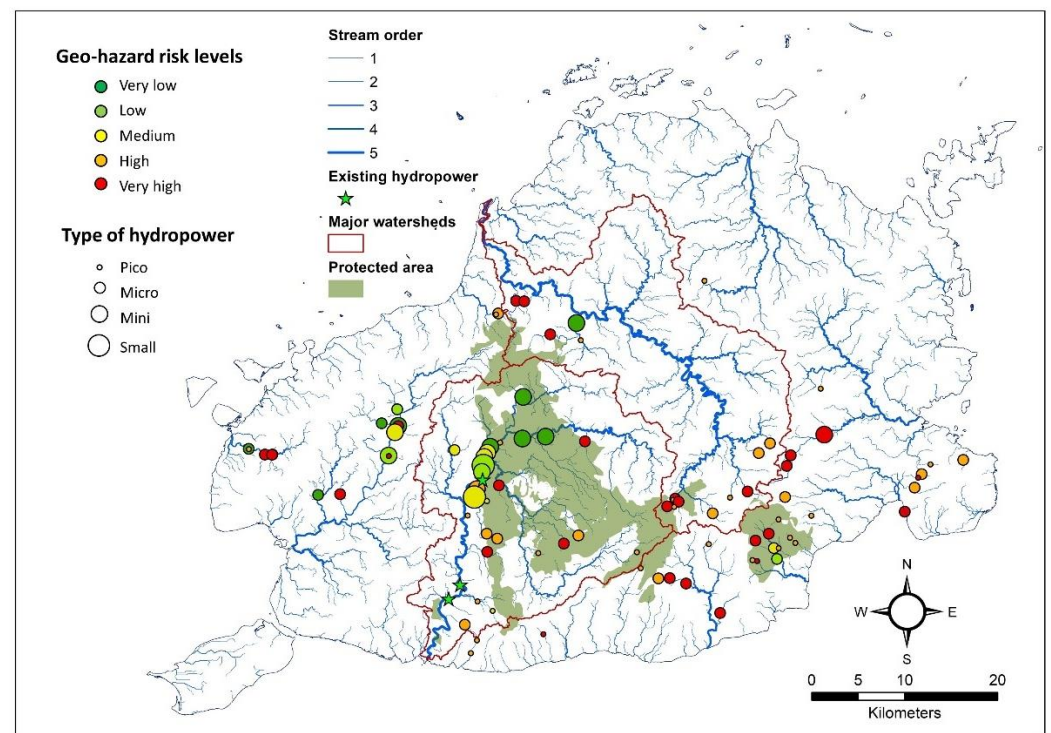 Geo-hazard risk levels
Very low
Low
Medium
High
Very high
Type of hydropower
Pico
Micro
Mini
Small
Stream order
1
2
3
4
5
Existing hydropower
Major watersheds
Protected area
N
W E
S
0 5 10 20
Kilometers